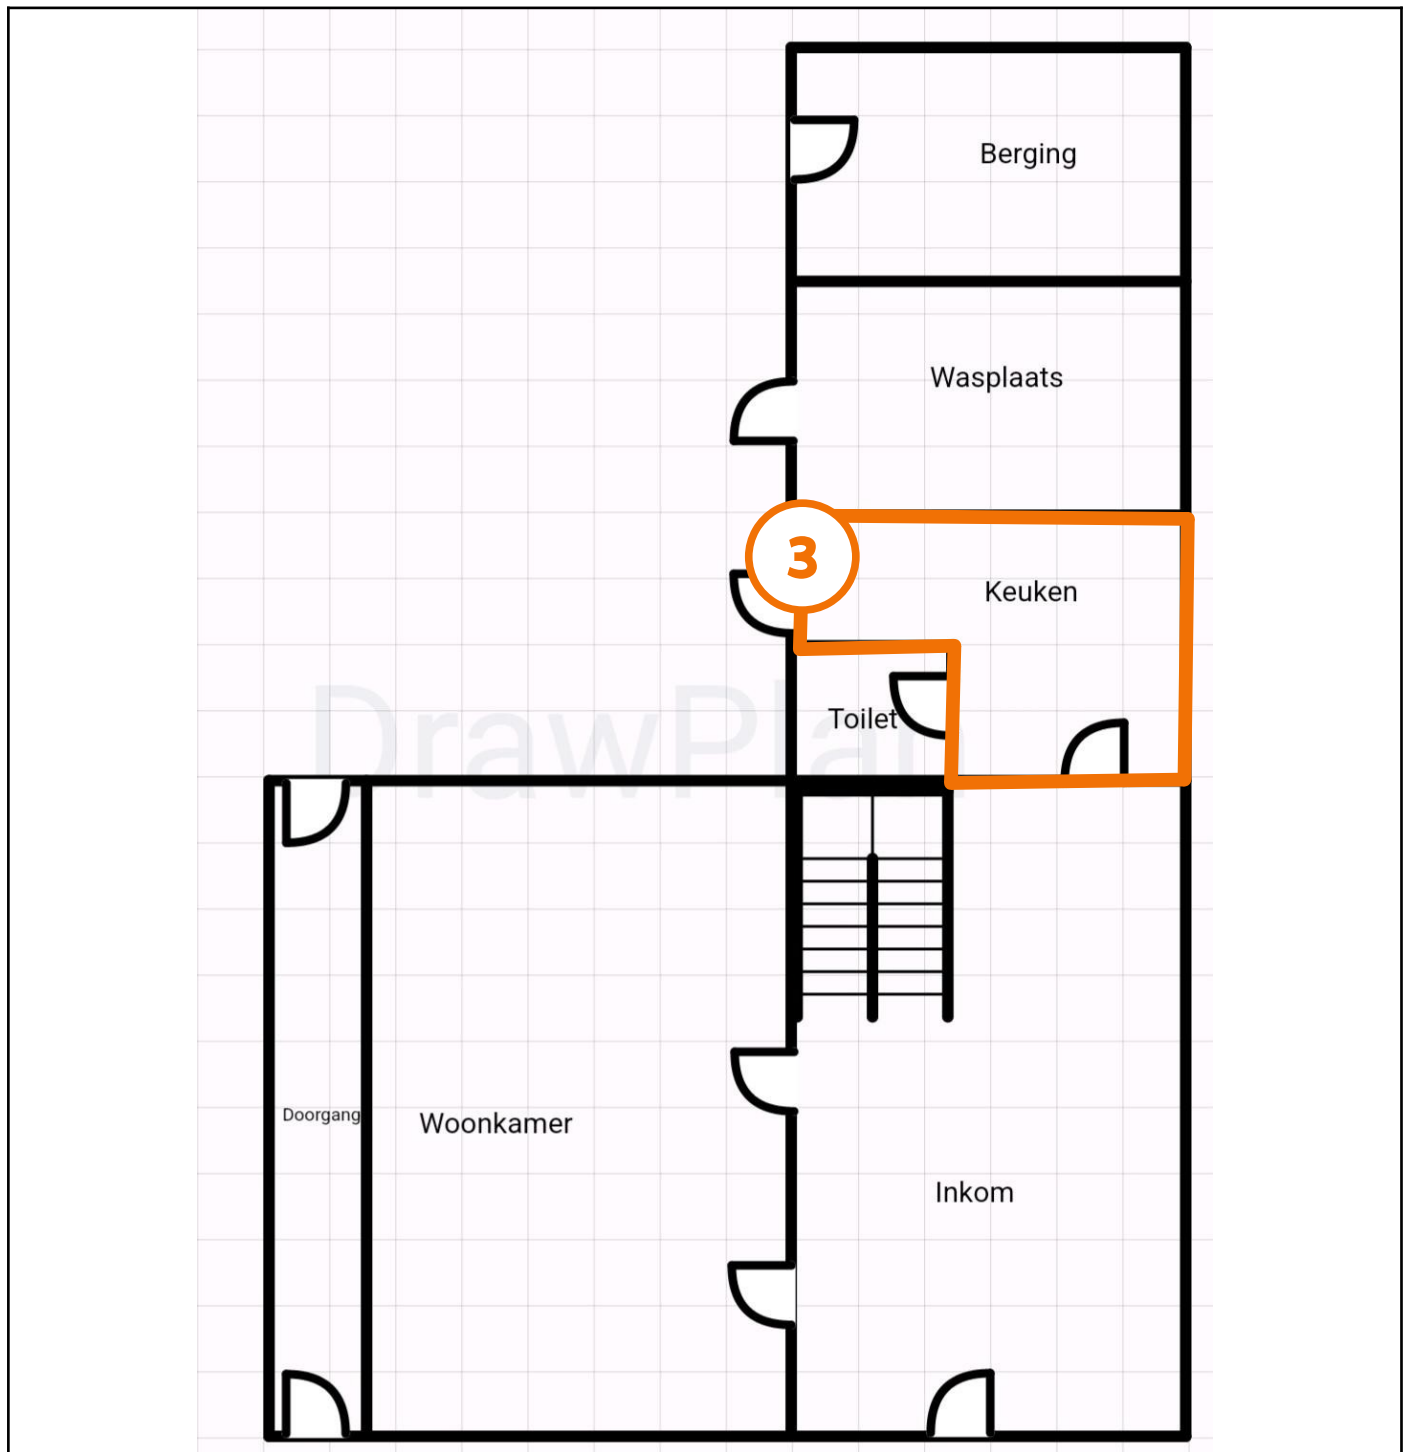 Berging
Wasplaats
3
Keuken
Toilet
DrawPlan
Doorgang
Woonkamer
Inkom